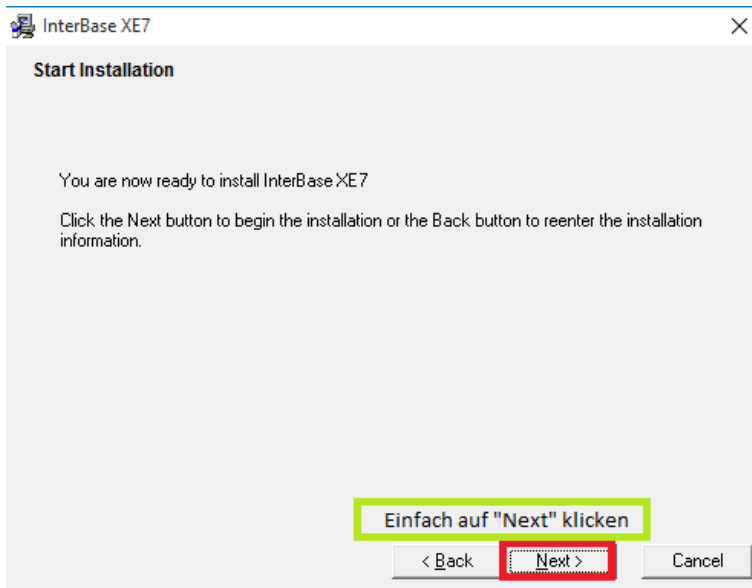 InterBase XE7
Start Installation
You are now ready to install InterBase XE7
Click the Next button to begin the installation or the Back button to reenter the installation
information.
Einfach auf "Next" klicken
< Back Next > Cancel